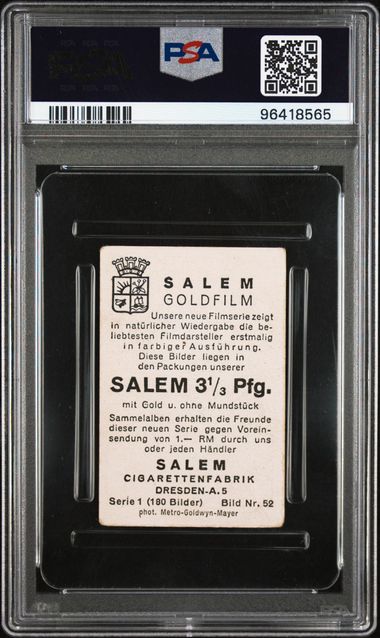 PSA
96418565
SALEM
GOLDFILM
Unsere neue Filmserie zeigt
in natürlicher Wiedergabe die be-
liebtesten Filmdarsteller erstmalig
in farbiger Ausführung.
Diese Bilder liegen in
den Packungen unserer
SALEM 3⅓ Pfg.
mit Gold u. ohne Mundstück
Sammelalben erhalten die Freunde
dieser neuen Serie gegen Vorein-
sendung von 1.— RM durch uns
oder jeden Händler
SALEM
CIGARETTENFABRIK
DRESDEN-A. 5
Serie 1 (180 Bilder) Bild Nr. 52
phot. Metro-Goldwyn-Mayer